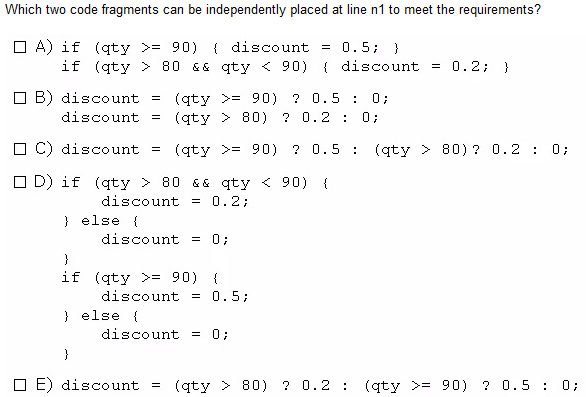 Which two code fragments can be independently placed at line n1 to meet the requirements?
A) if (qty >= 90) { discount = 0.5; }
if (qty > 80 && qty < 90) { discount = 0.2; }
B) discount = (qty >= 90) ? 0.5 : 0;
discount = (qty > 80) ? 0.2 : 0;
C) discount = (qty >= 90) ? 0.5 : (qty > 80)? 0.2 : 0;
D) if (qty > 80 && qty < 90) {
discount = 0.2;
} else {
discount = 0;
}
if (qty >= 90) {
discount = 0.5;
} else {
discount = 0;
}
E) discount = (qty > 80) ? 0.2 : (qty >= 90) ? 0.5 : 0;